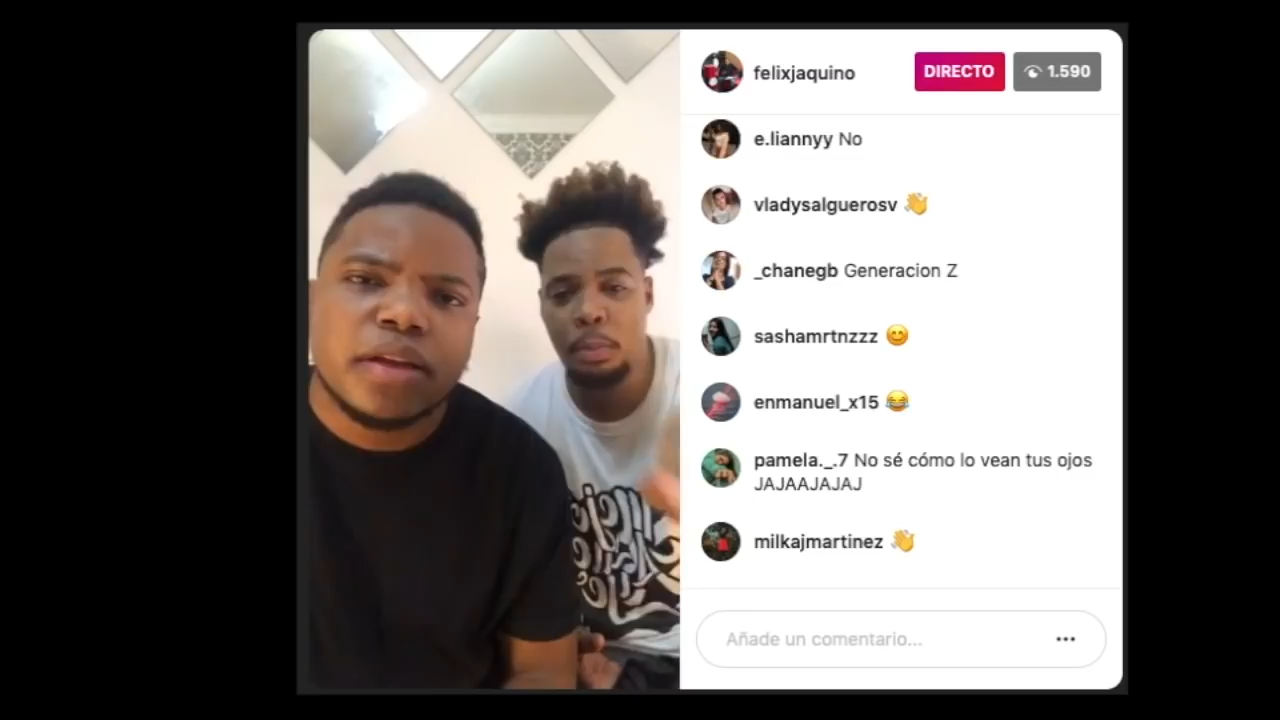 felixjaquino
DIRECTO
1.590
e.liannyy No
vladysalguerosv 👋
_chanegb Generacion Z
sashamrtnzzz 😊
enmanuel_x15 😂
pamela._.7 No sé cómo lo vean tus ojos
JAJAAJAJAJ
milkajmartinez 👋
Añade un comentario...